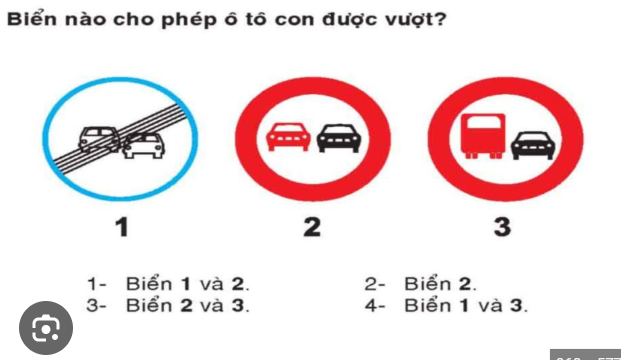 Biển nào cho phép ô tô con được vượt?
1 2 3
1- Biển 1 và 2. 2- Biển 2.
3- Biển 2 và 3. 4- Biển 1 và 3.